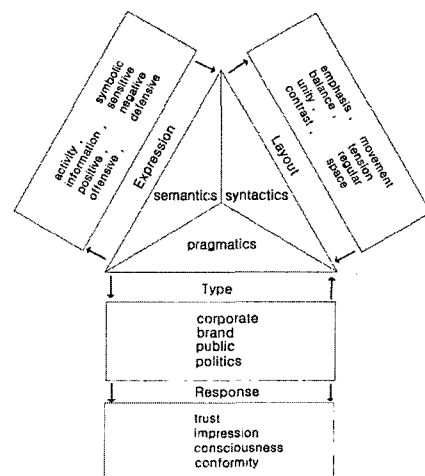 activity, symbolic
information, sensitive
positive, negative
offensive, defensive
Expression
emphasis, movement
balance, tension
unity, regular
contrast, space
Layout
semantics syntactics
pragmatics
Type
corporate
brand
public
politics
Response
trust
impression
consciousness
conformity